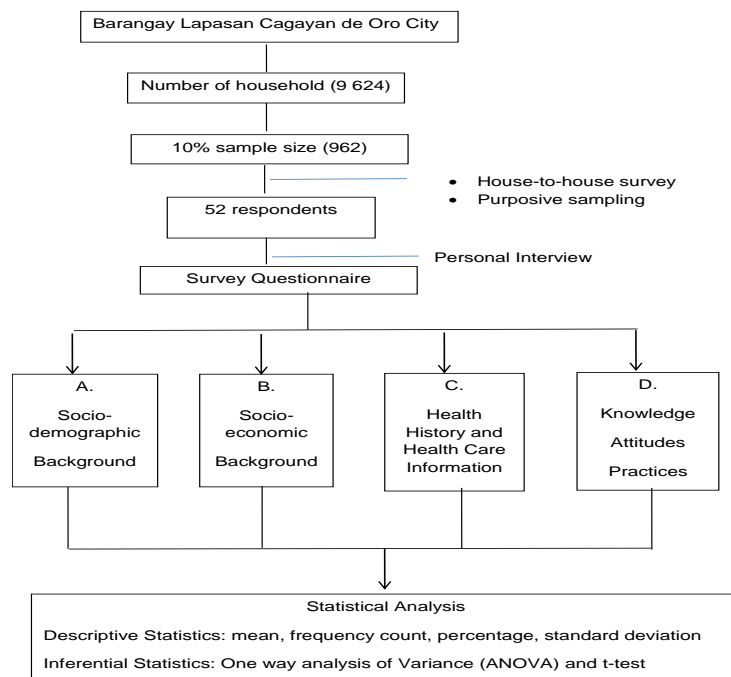 Barangay Lapasan Cagayan de Oro City
Number of household (9 624)
10% sample size (962)
• House-to-house survey
• Purposive sampling
52 respondents
Personal Interview
Survey Questionnaire
A.
Socio-
demographic
Background
B.
Socio-
economic
Background
C.
Health
History and
Health Care
Information
D.
Knowledge
Attitudes
Practices
Statistical Analysis
Descriptive Statistics: mean, frequency count, percentage, standard deviation
Inferential Statistics: One way analysis of Variance (ANOVA) and t-test